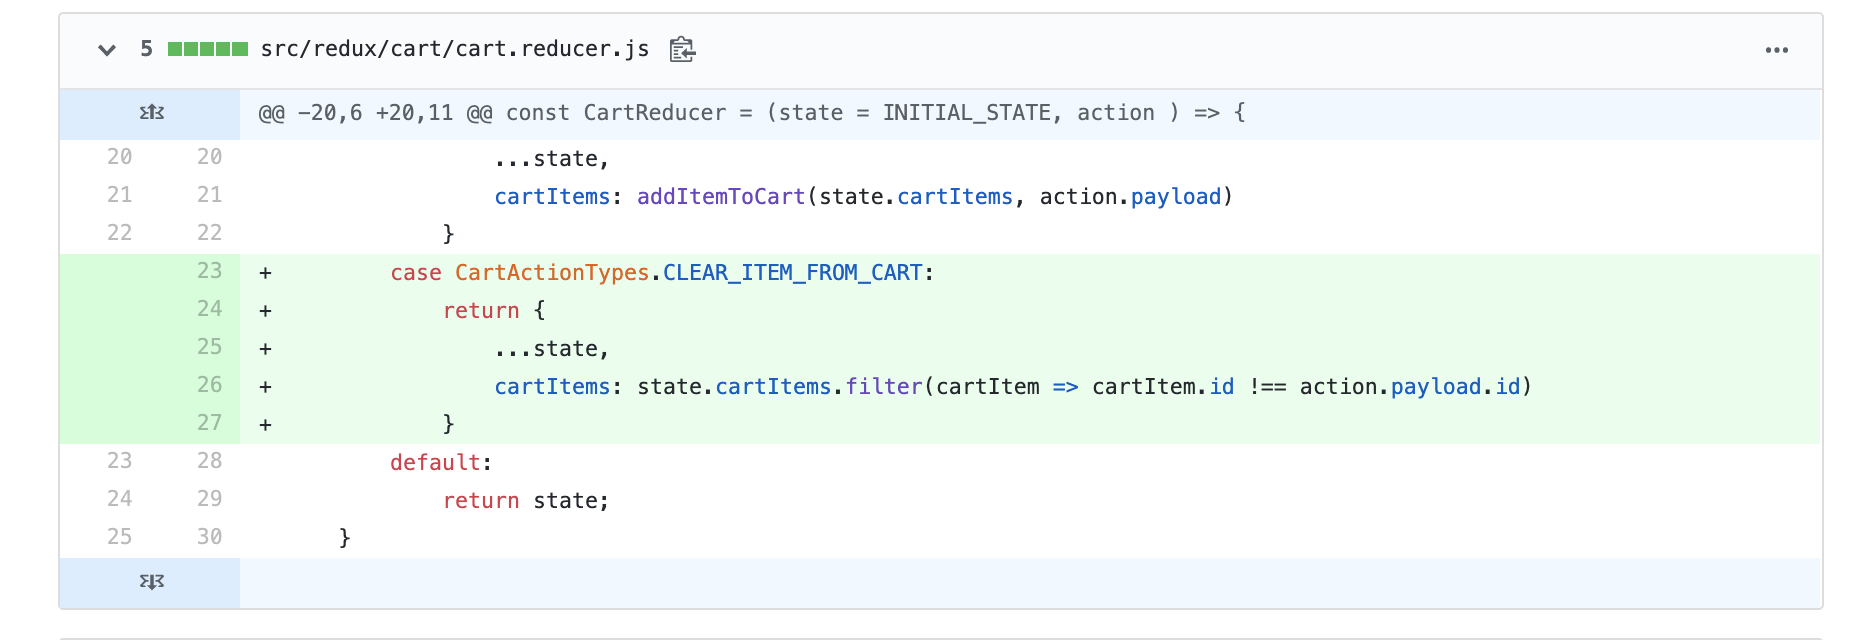 5 src/redux/cart/cart.reducer.js
@@ −20,6 +20,11 @@ const CartReducer = (state = INITIAL_STATE, action ) => {
20 20 ...state,
21 21 cartItems: addItemToCart(state.cartItems, action.payload)
22 22 }
23 + case CartActionTypes.CLEAR_ITEM_FROM_CART:
24 + return {
25 + ...state,
26 + cartItems: state.cartItems.filter(cartItem => cartItem.id !== action.payload.id)
27 + }
23 28 default:
24 29 return state;
25 30 }